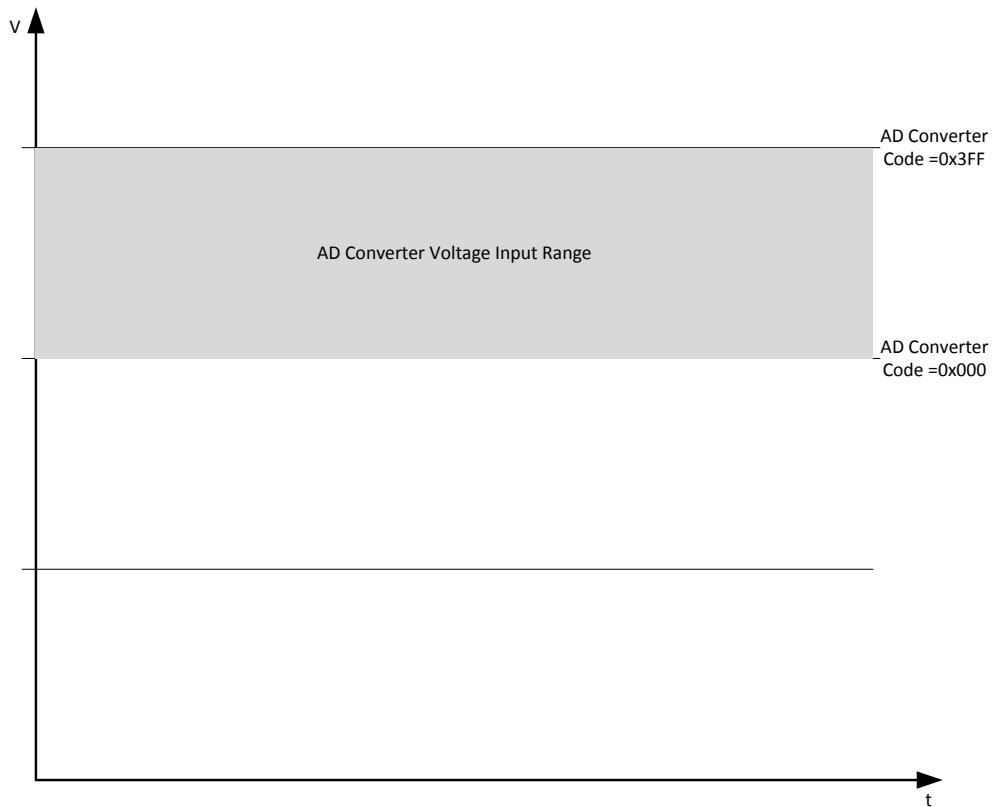 V
AD Converter
Code =0x3FF
AD Converter Voltage Input Range
AD Converter
Code =0x000
t